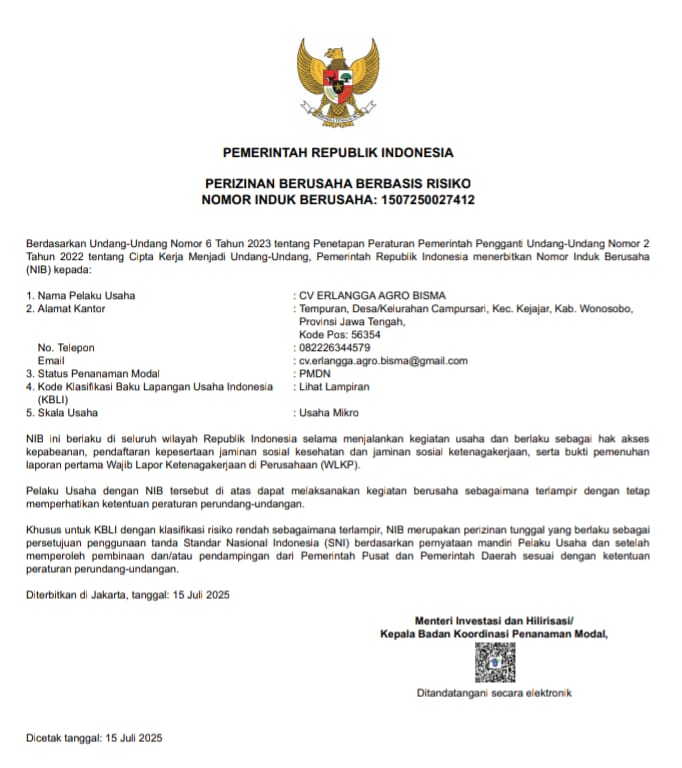 PEMERINTAH REPUBLIK INDONESIA
PERIZINAN BERUSAHA BERBASIS RISIKO
NOMOR INDUK BERUSAHA: 1507250027412
Berdasarkan Undang-Undang Nomor 6 Tahun 2023 tentang Penetapan Peraturan Pemerintah Pengganti Undang-Undang Nomor 2
Tahun 2022 tentang Cipta Kerja Menjadi Undang-Undang, Pemerintah Republik Indonesia menerbitkan Nomor Induk Berusaha
(NIB) kepada:
1. Nama Pelaku Usaha : CV ERLANGGA AGRO BISMA
2. Alamat Kantor : Tempuran, Desa/Kelurahan Campursari, Kec. Kejajar, Kab. Wonosobo,
Provinsi Jawa Tengah,
Kode Pos: 56354
No. Telepon : 082226344579
Email : cv.erlangga.agro.bisma@gmail.com
3. Status Penanaman Modal : PMDN
4. Kode Klasifikasi Baku Lapangan Usaha Indonesia : Lihat Lampiran
(KBLI)
5. Skala Usaha : Usaha Mikro
NIB ini berlaku di seluruh wilayah Republik Indonesia selama menjalankan kegiatan usaha dan berlaku sebagai hak akses
kepabeanan, pendaftaran kepesertaan jaminan sosial kesehatan dan jaminan sosial ketenagakerjaan, serta bukti pemenuhan
laporan pertama Wajib Lapor Ketenagakerjaan di Perusahaan (WLKP).
Pelaku Usaha dengan NIB tersebut di atas dapat melaksanakan kegiatan berusaha sebagaimana terlampir dengan tetap
memperhatikan ketentuan peraturan perundang-undangan.
Khusus untuk KBLI dengan klasifikasi risiko rendah sebagaimana terlampir, NIB merupakan perizinan tunggal yang berlaku sebagai
persetujuan penggunaan tanda Standar Nasional Indonesia (SNI) berdasarkan pernyataan mandiri Pelaku Usaha dan setelah
memperoleh pembinaan dan/atau pendampingan dari Pemerintah Pusat dan Pemerintah Daerah sesuai dengan ketentuan
peraturan perundang-undangan.
Diterbitkan di Jakarta, tanggal: 15 Juli 2025
Menteri Investasi dan Hilirisasi/
Kepala Badan Koordinasi Penanaman Modal,
Ditandatangani secara elektronik
Dicetak tanggal: 15 Juli 2025